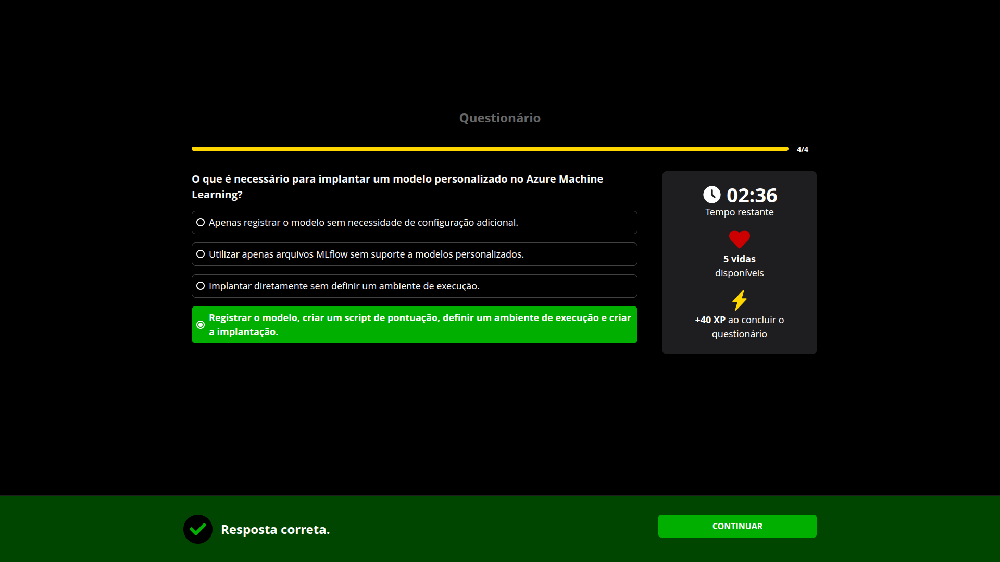 Questionário
4/4
O que é necessário para implantar um modelo personalizado no Azure Machine
Learning?
Apenas registrar o modelo sem necessidade de configuração adicional.
Utilizar apenas arquivos MLflow sem suporte a modelos personalizados.
Implantar diretamente sem definir um ambiente de execução.
Registrar o modelo, criar um script de pontuação, definir um ambiente de execução e criar
a implantação.
02:36
Tempo restante
5 vidas
disponíveis
+40 XP ao concluir o
questionário
Resposta correta.
CONTINUAR